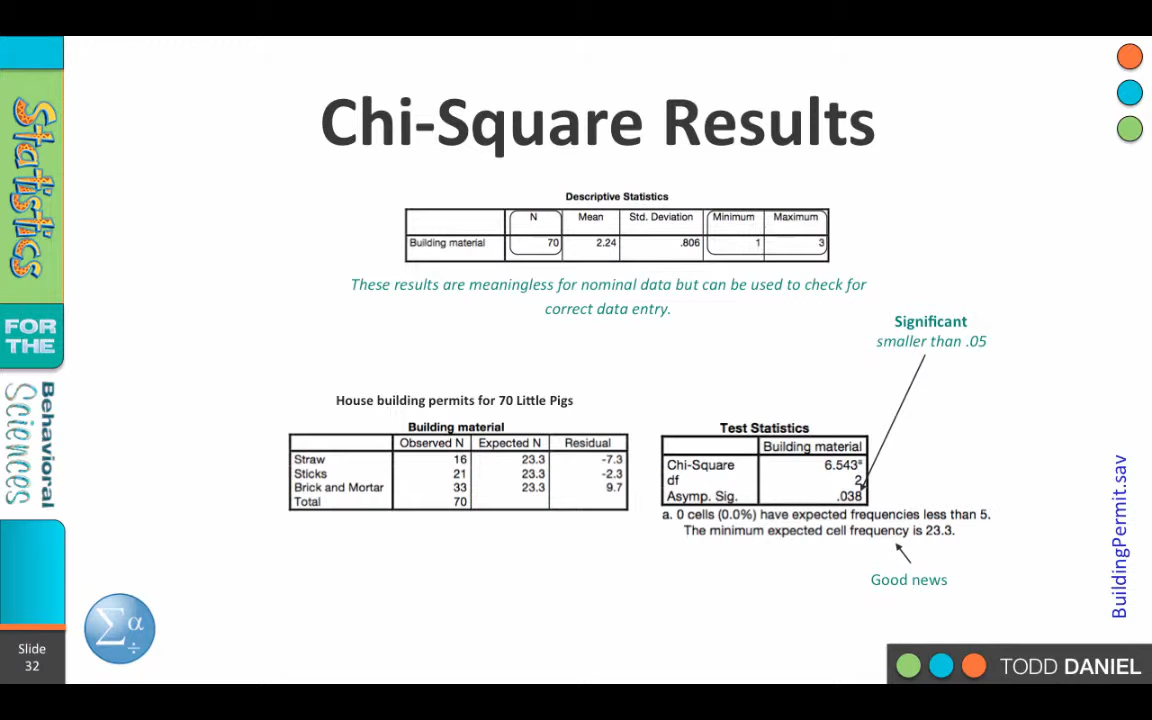 Chi-Square Results
Descriptive Statistics
N Mean Std. Deviation Minimum Maximum
Building material 70 2.24 .806 1 3
These results are meaningless for nominal data but can be used to check for
correct data entry.
Significant
smaller than .05
House building permits for 70 Little Pigs
Building material
Observed N Expected N Residual
Straw 16 23.3 -7.3
Sticks 21 23.3 -2.3
Brick and Mortar 33 23.3 9.7
Total 70
Test Statistics
Building material
Chi-Square 6.543ª
df 2
Asymp. Sig. .038
a. 0 cells (0.0%) have expected frequencies less than 5.
The minimum expected cell frequency is 23.3.
Good news
BuildingPermit.sav
Statistics
FOR
THE
Behavioral
Sciences
Slide
32
Σ α
÷
TODD DANIEL